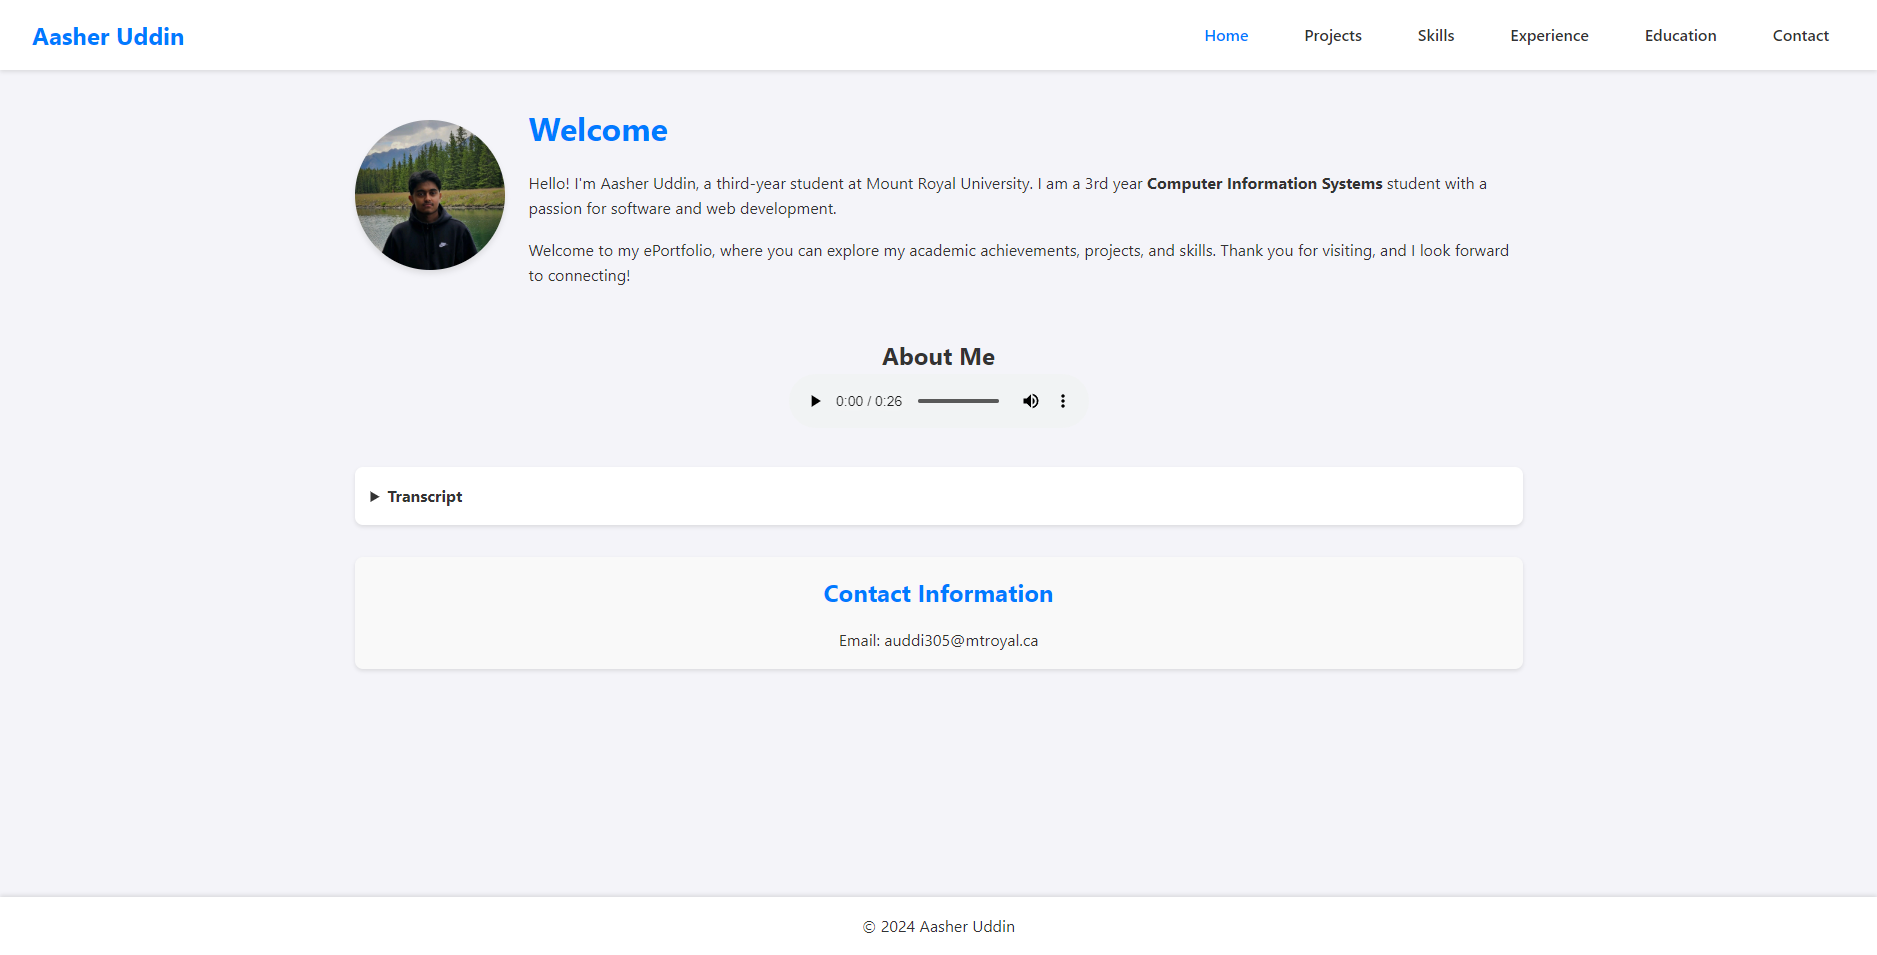 Aasher Uddin
Home
Projects
Skills
Experience
Education
Contact
Welcome
Hello! I'm Aasher Uddin, a third-year student at Mount Royal University. I am a 3rd year Computer Information Systems student with a
passion for software and web development.
Welcome to my ePortfolio, where you can explore my academic achievements, projects, and skills. Thank you for visiting, and I look forward
to connecting!
About Me
0:00 / 0:26
Transcript
Contact Information
Email: auddi305@mtroyal.ca
© 2024 Aasher Uddin